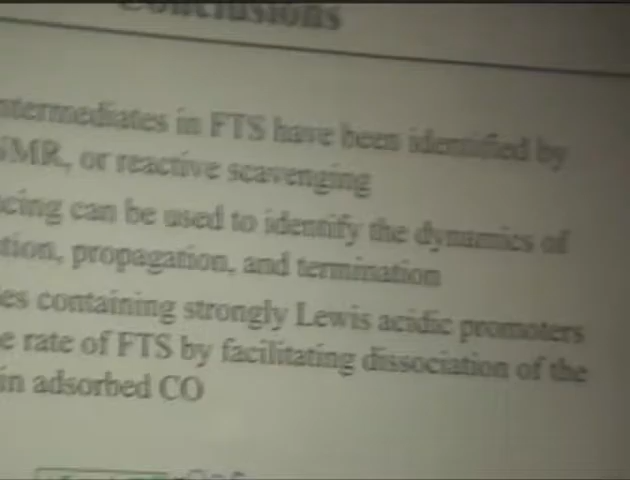 Conclusions
ntermediates in FTS have been identified by
NMR, or reactive scavenging
cing can be used to identify the dynamics of
tion, propagation, and termination
es containing strongly Lewis acidic promoters
e rate of FTS by facilitating dissociation of the
in adsorbed CO